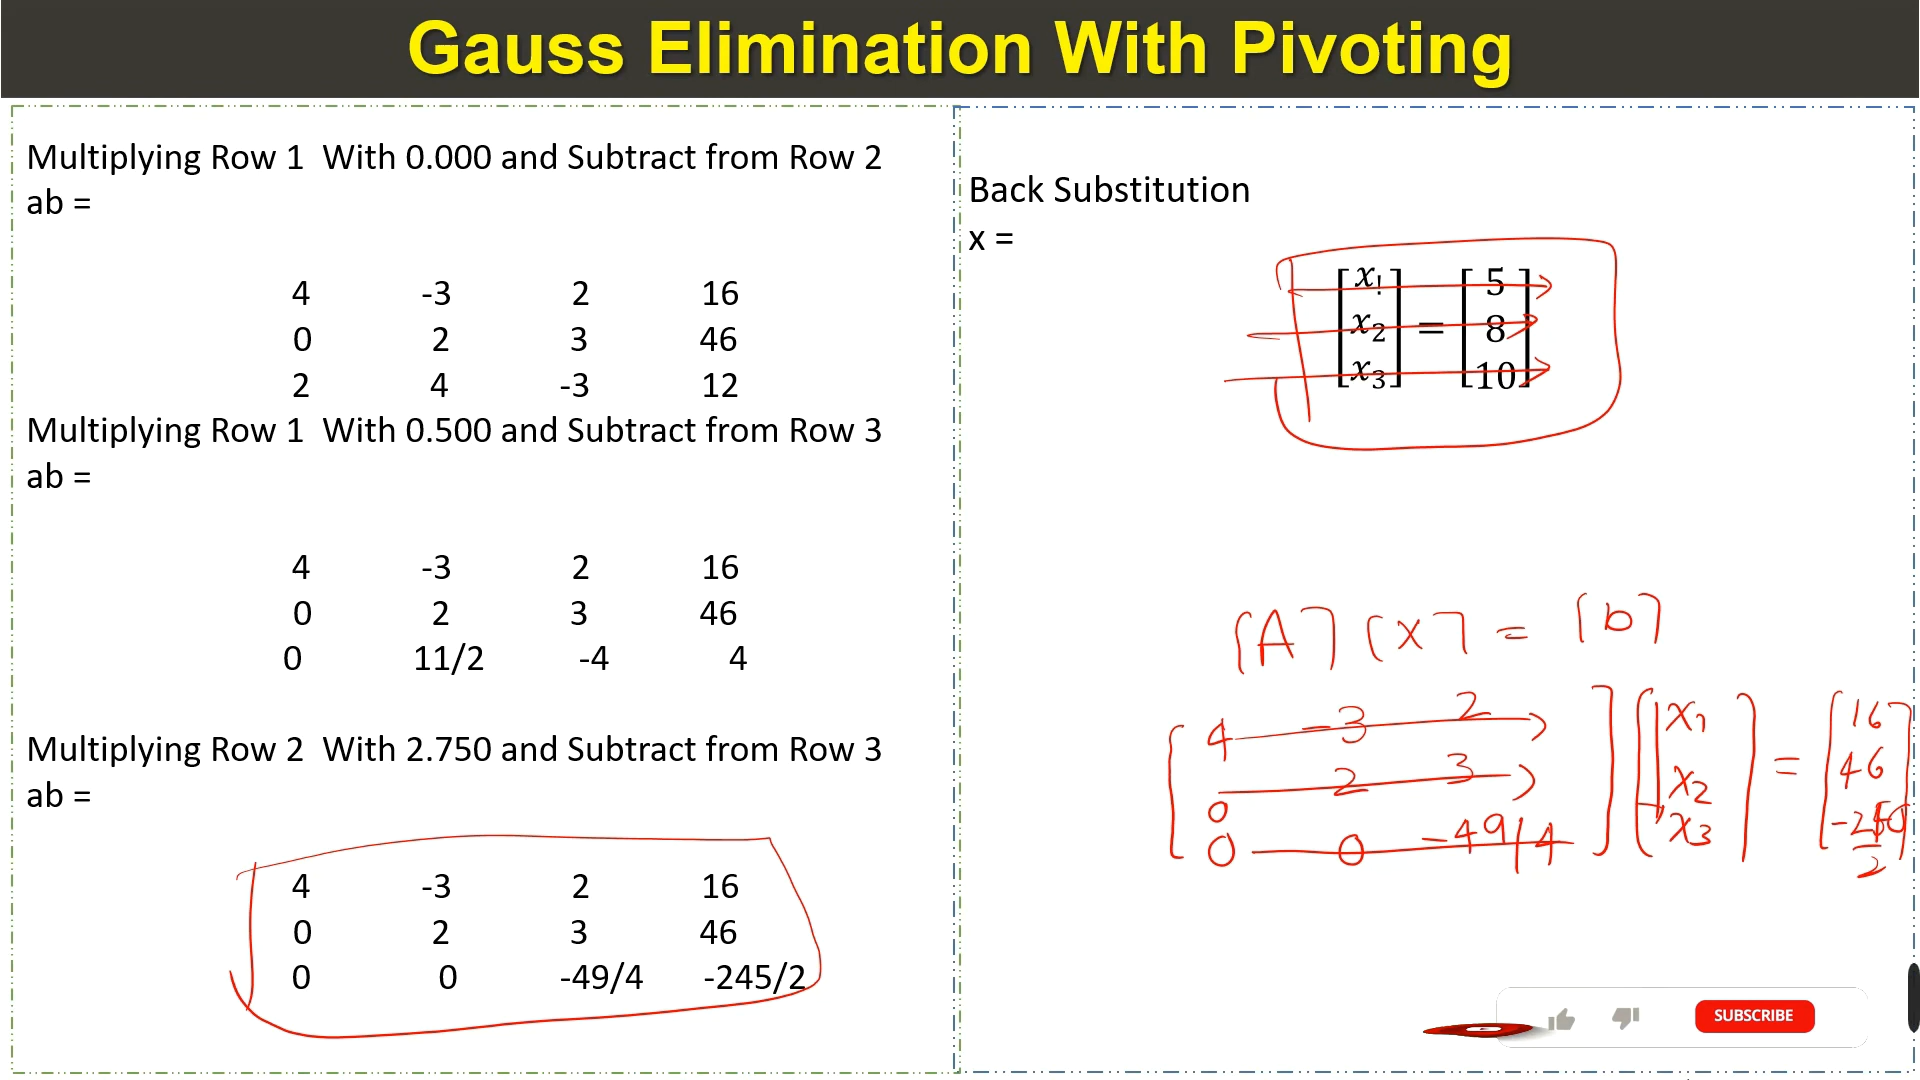 Gauss Elimination With Pivoting
Multiplying Row 1 With 0.000 and Subtract from Row 2
ab =
4 -3 2 16
0 2 3 46
2 4 -3 12
Multiplying Row 1 With 0.500 and Subtract from Row 3
ab =
4 -3 2 16
0 2 3 46
0 11/2 -4 4
Multiplying Row 2 With 2.750 and Subtract from Row 3
ab =
4 -3 2 16
0 2 3 46
0 0 -49/4 -245/2
Back Substitution
x =
[x! x2 x3] = [5 8 10]
[A] [x] = [b]
4 -3 2 x1 16
0 2 3 x2 = 46
0 0 -49/4 x3
SUBSCRIBE